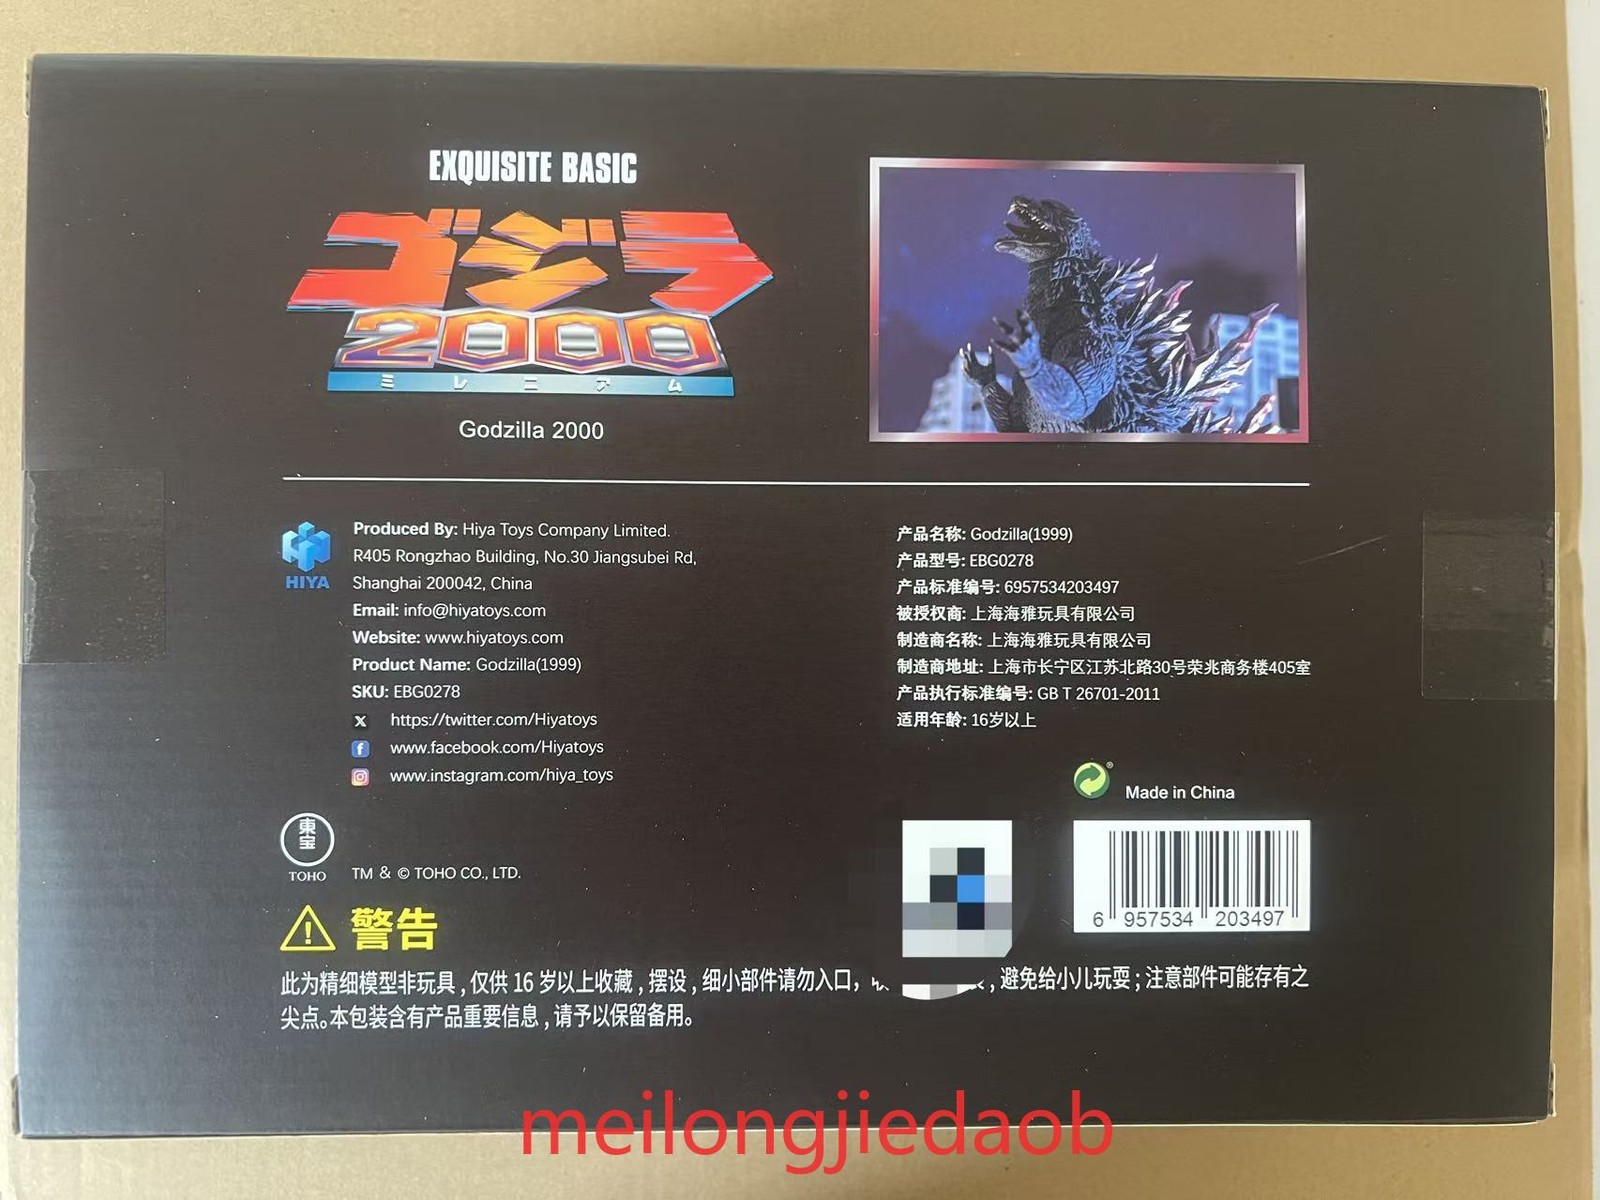 EXQUISITE BASIC
ゴジラ
2000
ミレニアム
Godzilla 2000
HIYA
Produced By: Hiya Toys Company Limited.
R405 Rongzhao Building, No.30 Jiangsubei Rd,
Shanghai 200042, China
Email: info@hiyatoys.com
Website: www.hiyatoys.com
Product Name: Godzilla(1999)
SKU: EBG0278
https://twitter.com/Hiyatoys
www.facebook.com/Hiyatoys
www.instagram.com/hiya_toys
产品名称: Godzilla(1999)
产品型号: EBG0278
产品标准编号: 6957534203497
被授权商: 上海海雅玩具有限公司
制造商名称: 上海海雅玩具有限公司
制造商地址: 上海市长宁区江苏北路30号荣兆商务楼405室
产品执行标准编号: GB T 26701-2011
适用年龄: 16岁以上
Made in China
6 957534 203497
東宝
TOHO
TM & © TOHO CO., LTD.
警告
此为精细模型非玩具,仅供 16 岁以上收藏,摆设,细小部件请勿入口, ,避免给小儿玩耍;注意部件可能存有之
尖点。本包装含有产品重要信息,请予以保留备用。
meilongjiedaob